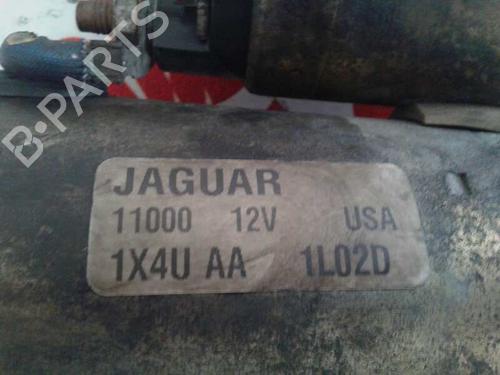 B-PARTS
JAGUAR
11000 12V USA
1X4U AA 1L02D